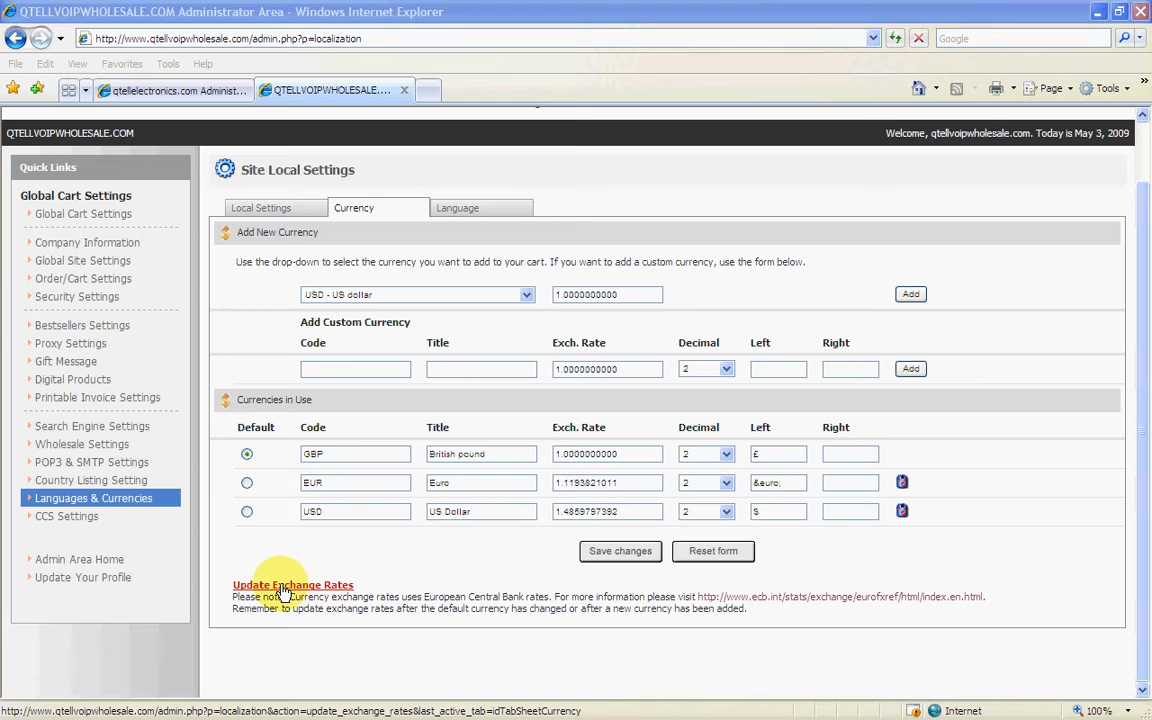 QTELLVOIPWHOLESALE.COM Administrator Area - Windows Internet Explorer
http://www.qtellvoipwholesale.com/admin.php?p=localization
Google
File Edit View Favorites Tools Help
qtellelectronics.com Administ...
QTELLVOIPWHOLESALE....
Page Tools
QTELLVOIPWHOLESALE.COM
Welcome, qtellvoipwholesale.com. Today is May 3, 2009
Quick Links
Global Cart Settings
Global Cart Settings
Company Information
Global Site Settings
Order/Cart Settings
Security Settings
Bestsellers Settings
Proxy Settings
Gift Message
Digital Products
Printable Invoice Settings
Search Engine Settings
Wholesale Settings
POP3 & SMTP Settings
Country Listing Setting
Languages & Currencies
CCS Settings
Admin Area Home
Update Your Profile
Site Local Settings
Local Settings Currency Language
Add New Currency
Use the drop-down to select the currency you want to add to your cart. If you want to add a custom currency, use the form below.
USD - US dollar 1.0000000000 Add
Add Custom Currency
Code Title Exch. Rate Decimal Left Right
1.0000000000 2 Add
Currencies in Use
Default Code Title Exch. Rate Decimal Left Right
GBP British pound 1.0000000000 2 £
EUR Euro 1.1193821011 2 &euro;
USD US Dollar 1.4859797392 2 $
Save changes Reset form
Update Exchange Rates
Please note: Currency exchange rates uses European Central Bank rates. For more information please visit http://www.ecb.int/stats/exchange/eurofxref/html/index.en.html.
Remember to update exchange rates after the default currency has changed or after a new currency has been added.
http://www.qtellvoipwholesale.com/admin.php?p=localization&action=update_exchange_rates&last_active_tab=idTabSheetCurrency
Internet
100%